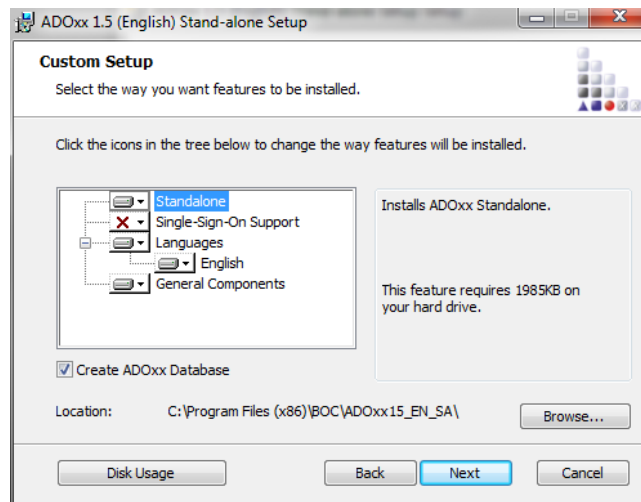 ADOxx 1.5 (English) Stand-alone Setup
Custom Setup
Select the way you want features to be installed.
Click the icons in the tree below to change the way features will be installed.
Standalone
Single-Sign-On Support
Languages
English
General Components
Installs ADOxx Standalone.
This feature requires 1985KB on
your hard drive.
Create ADOxx Database
Location: C:\Program Files (x86)\BOC\ADOxx15_EN_SA\
Browse...
Disk Usage Back Next Cancel